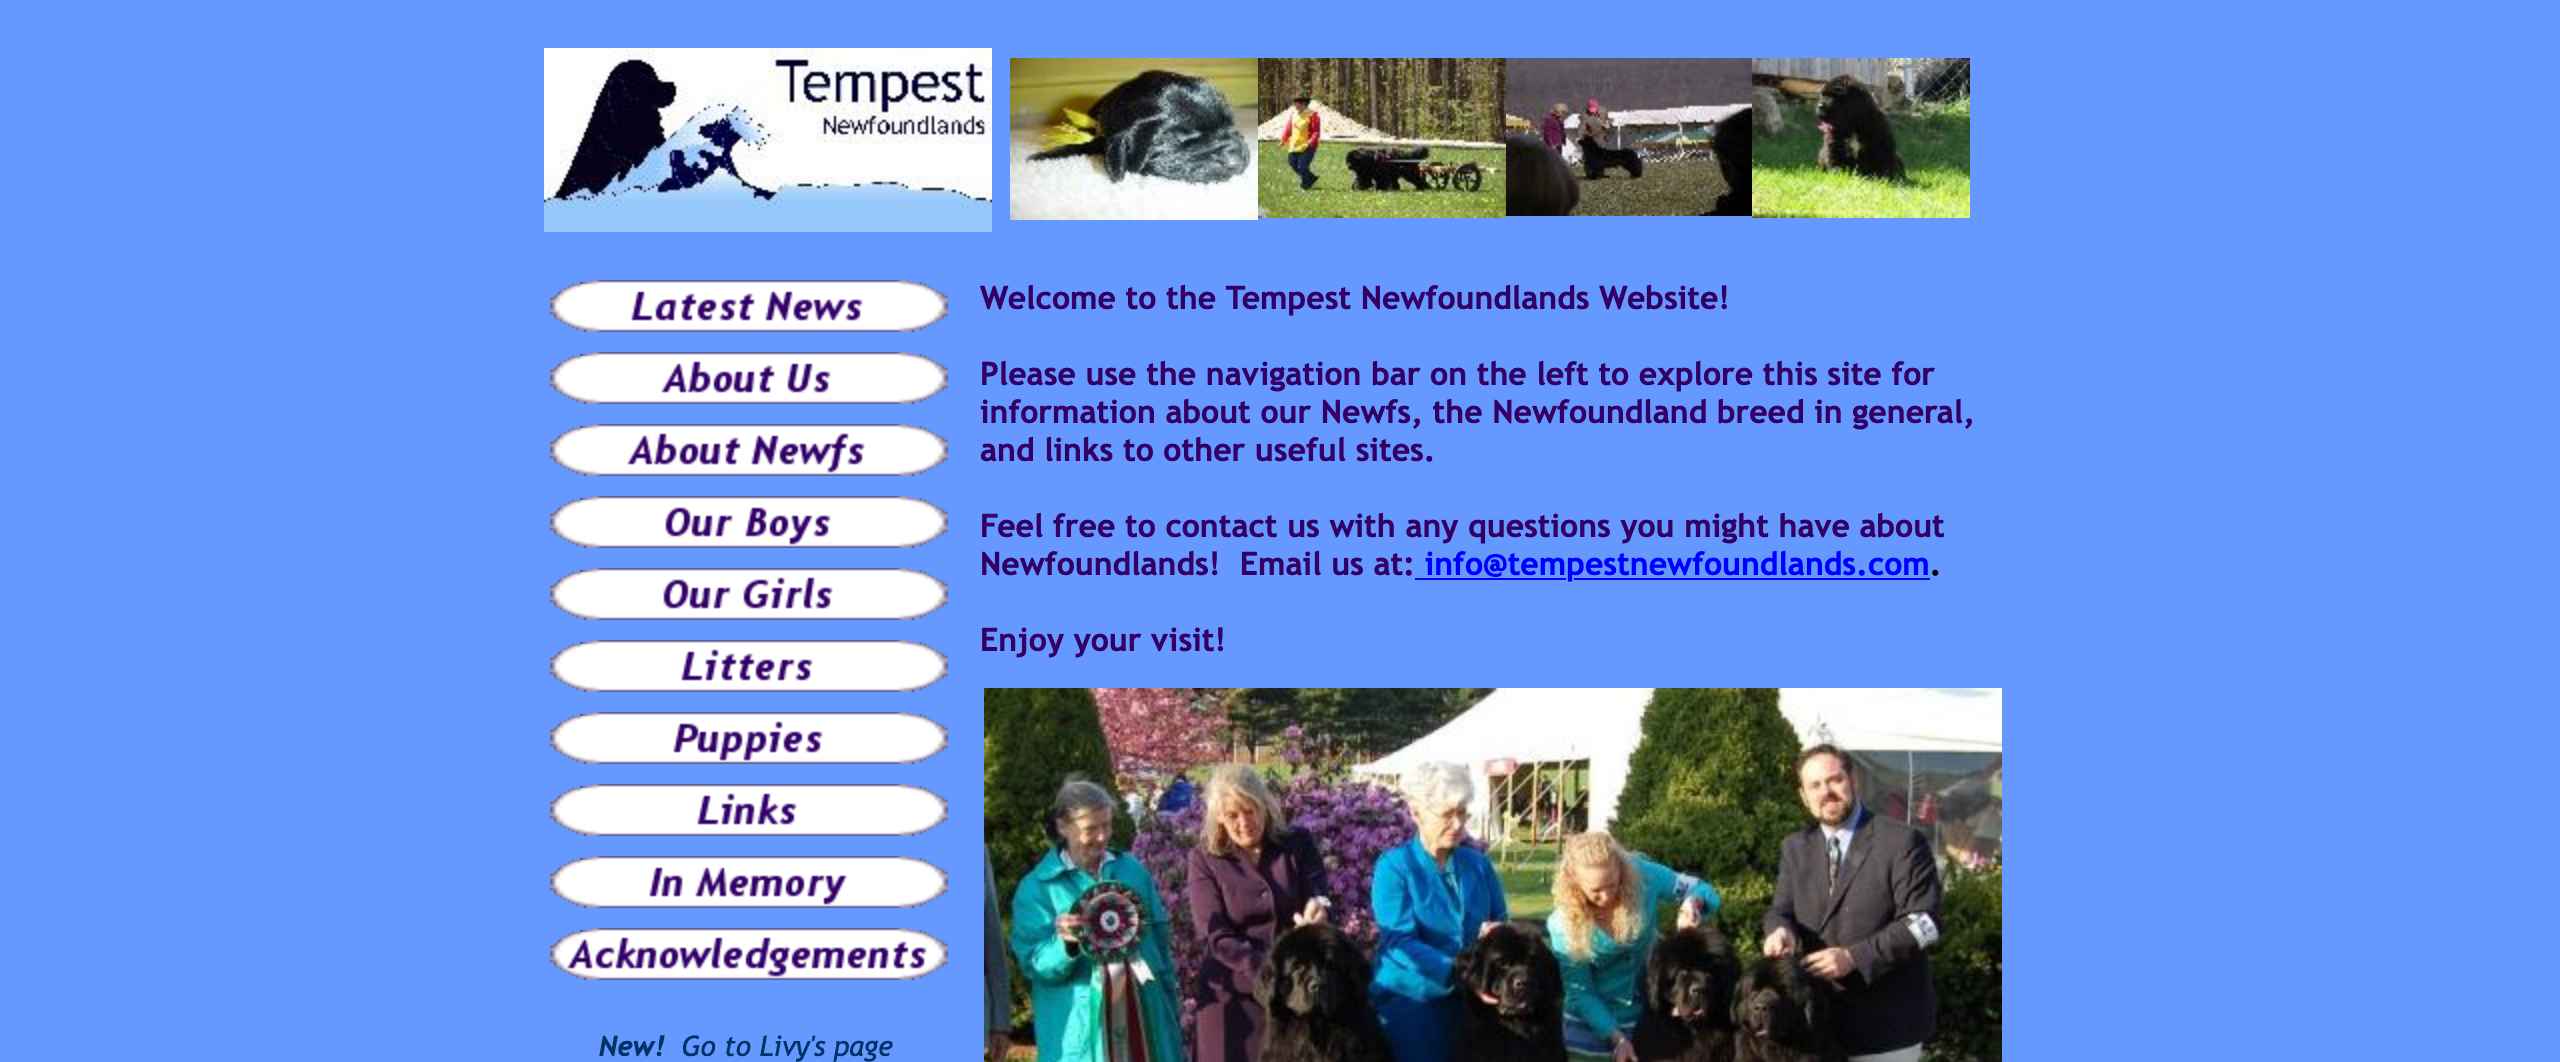 Tempest
Newfoundlands
Latest News
About Us
About Newfs
Our Boys
Our Girls
Litters
Puppies
Links
In Memory
Acknowledgements
New!  Go to Livy's page
Welcome to the Tempest Newfoundlands Website!
Please use the navigation bar on the left to explore this site for
information about our Newfs, the Newfoundland breed in general,
and links to other useful sites.
Feel free to contact us with any questions you might have about
Newfoundlands!  Email us at: info@tempestnewfoundlands.com.
Enjoy your visit!